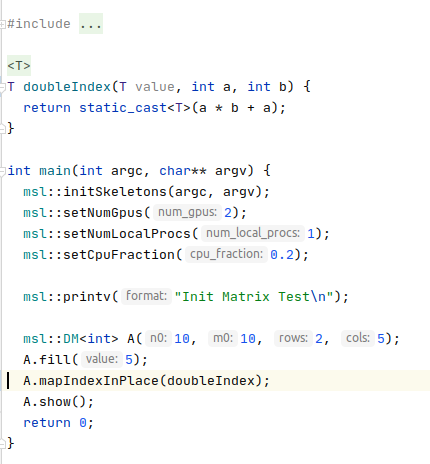 #include ...
<T>
T doubleIndex(T value, int a, int b) {
return static_cast<T>(a * b + a);
}
int main(int argc, char** argv) {
msl::initSkeletons(argc, argv);
msl::setNumGpus( num_gpus: 2);
msl::setNumLocalProcs( num_local_procs: 1);
msl::setCpuFraction( cpu_fraction: 0.2);
msl::printv( format: "Init Matrix Test\n");
msl::DM<int> A( n0: 10, m0: 10, rows: 2, cols: 5);
A.fill( value: 5);
A.mapIndexInPlace(doubleIndex);
A.show();
return 0;
}